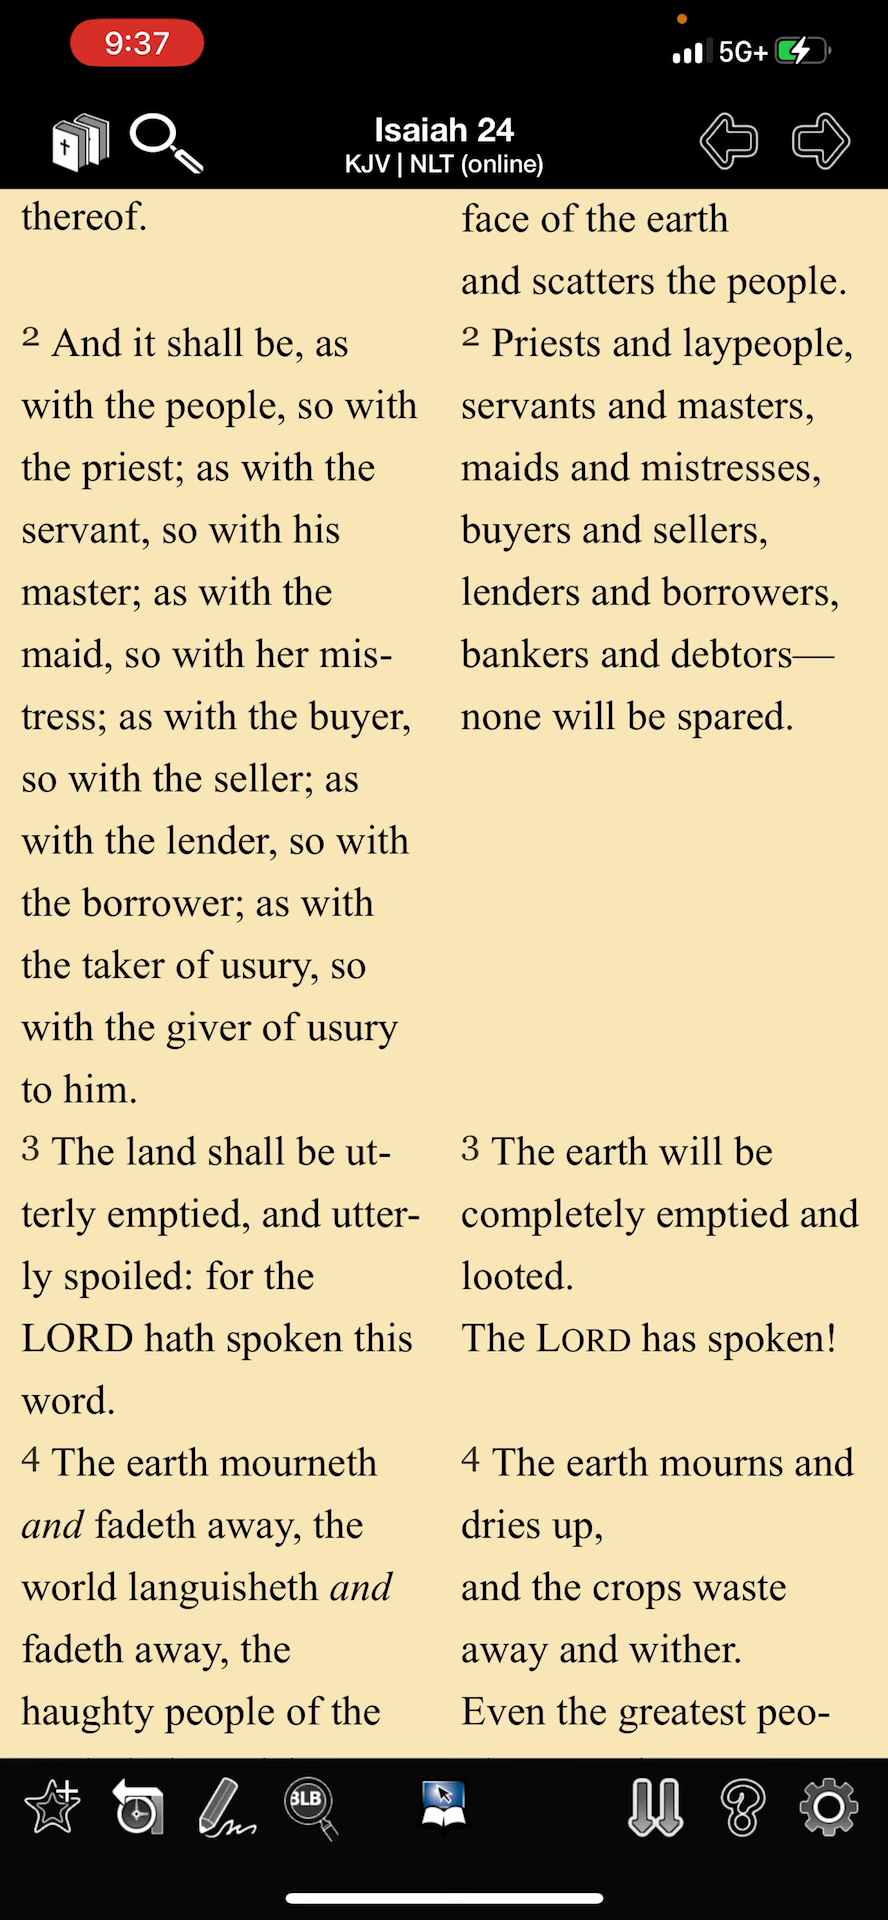 9:37
5G+
Isaiah 24
KJV | NLT (online)
thereof.
2 And it shall be, as
with the people, so with
the priest; as with the
servant, so with his
master; as with the
maid, so with her mis-
tress; as with the buyer,
so with the seller; as
with the lender, so with
the borrower; as with
the taker of usury, so
with the giver of usury
to him.
3 The land shall be ut-
terly emptied, and utter-
ly spoiled: for the
LORD hath spoken this
word.
4 The earth mourneth
and fadeth away, the
world languisheth and
fadeth away, the
haughty people of the
face of the earth
and scatters the people.
2 Priests and laypeople,
servants and masters,
maids and mistresses,
buyers and sellers,
lenders and borrowers,
bankers and debtors—
none will be spared.
3 The earth will be
completely emptied and
looted.
The LORD has spoken!
4 The earth mourns and
dries up,
and the crops waste
away and wither.
Even the greatest peo-
BLB